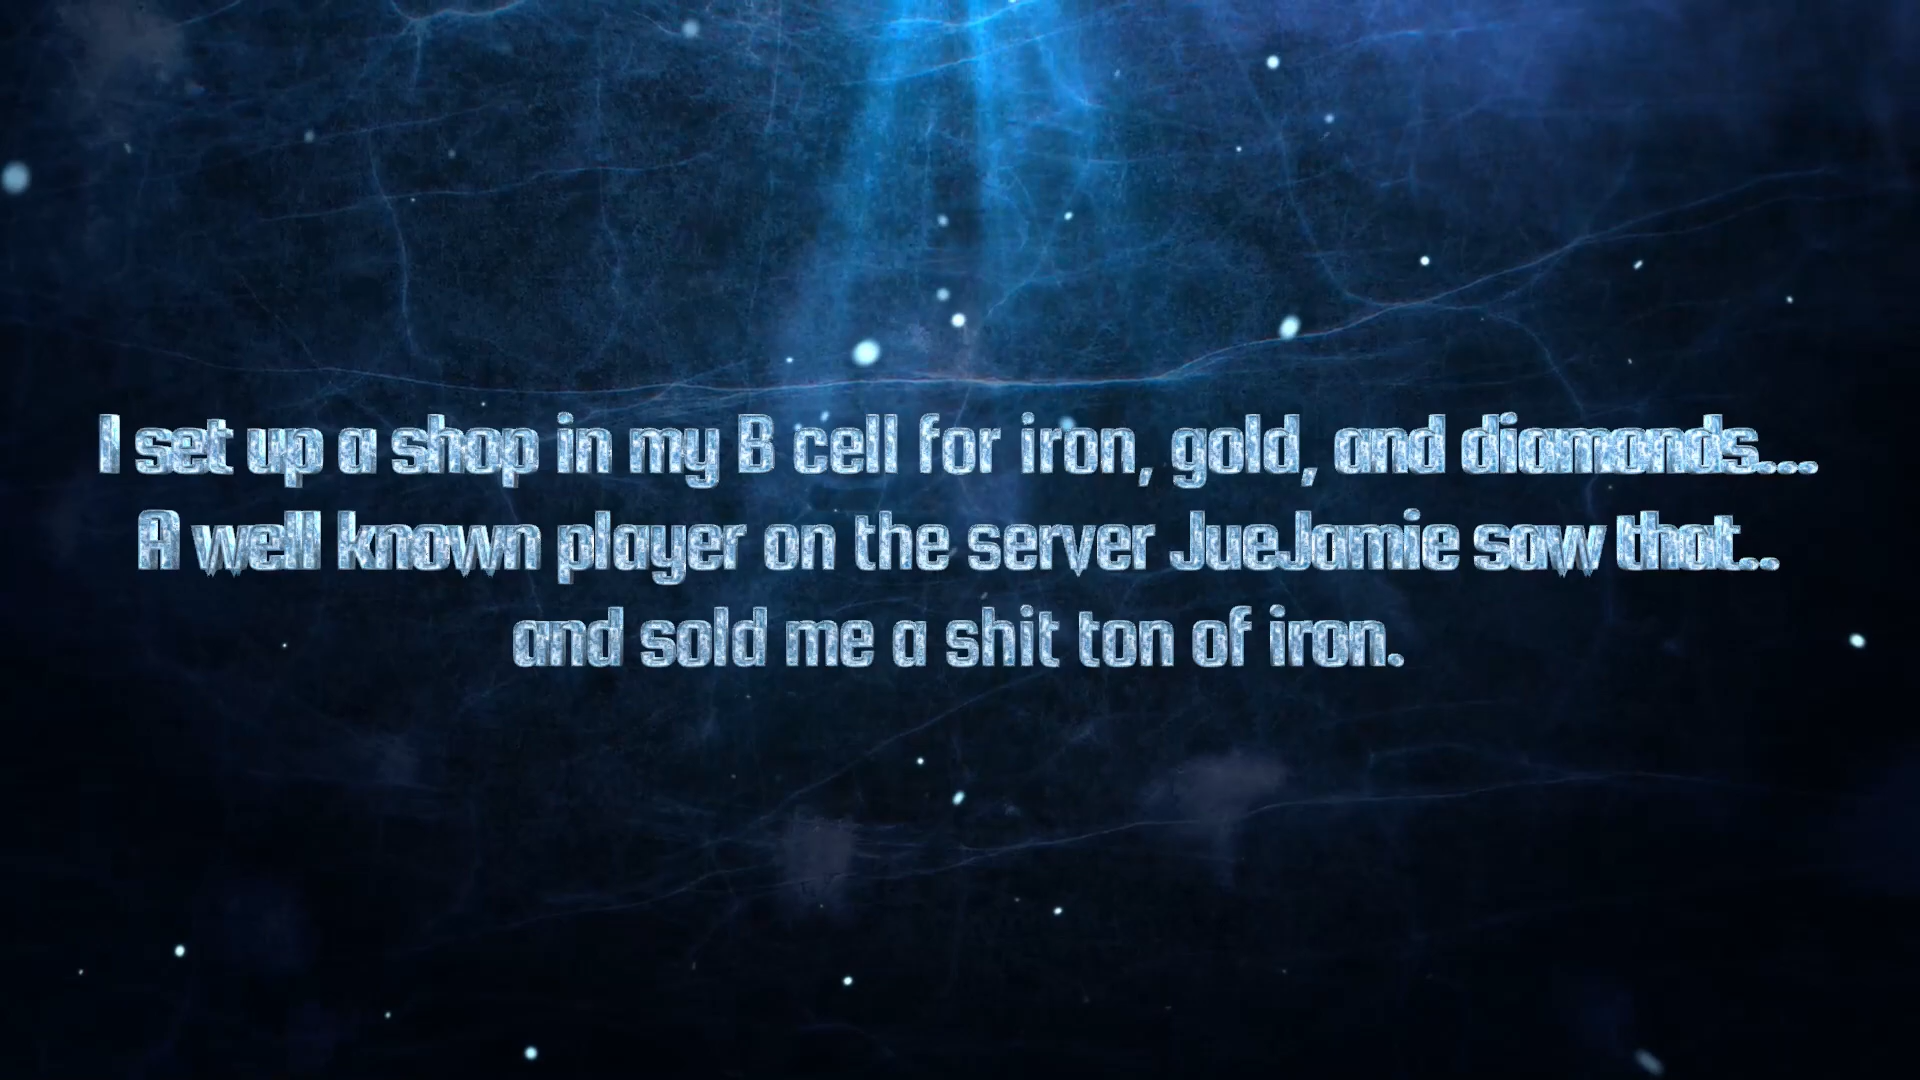 I set up a shop in my B cell for iron, gold, and diamonds...
A well known player on the server JueJamie saw that..
and sold me a shit ton of iron.